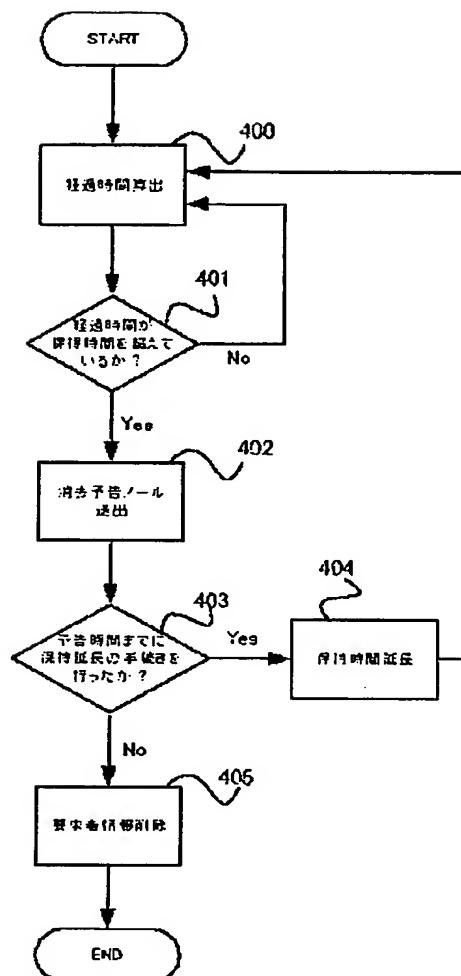 START
400
経過時間算出
401
経過時間が
保持時間を超えて
いるか？
No
Yes
402
消去予告メール
送出
403
予告時間までに
保持延長の手続きを
行ったか？
Yes
404
保持時間延長
No
405
要求者情報削除
END